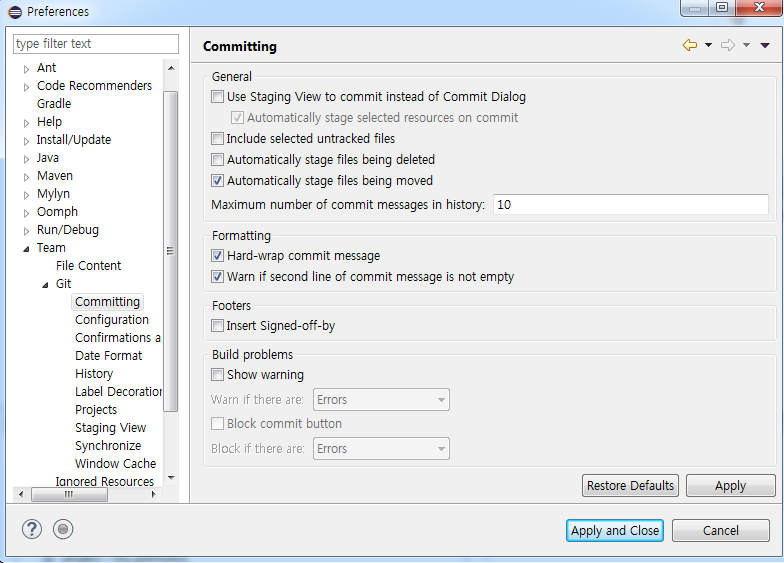 Preferences
type filter text
Ant
Code Recommenders
Gradle
Help
Install/Update
Java
Maven
Mylyn
Oomph
Run/Debug
Team
File Content
Git
Committing
Configuration
Confirmations a
Date Format
History
Label Decoration
Projects
Staging View
Synchronize
Window Cache
Ignored Resources
Committing
General
Use Staging View to commit instead of Commit Dialog
Automatically stage selected resources on commit
Include selected untracked files
Automatically stage files being deleted
Automatically stage files being moved
Maximum number of commit messages in history: 10
Formatting
Hard-wrap commit message
Warn if second line of commit message is not empty
Footers
Insert Signed-off-by
Build problems
Show warning
Warn if there are: Errors
Block commit button
Block if there are: Errors
Restore Defaults Apply
? Apply and Close Cancel